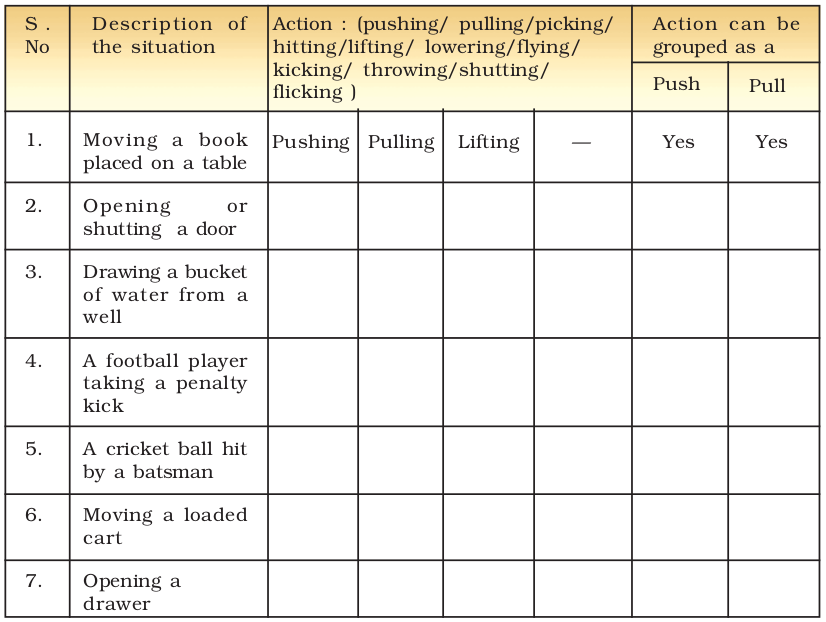 S . No
Description of the situation
Action : (pushing/ pulling/picking/
hitting/lifting/ lowering/flying/
kicking/ throwing/shutting/
flicking )
Action can be
grouped as a
Push
Pull
1.
Moving a book
placed on a table
Pushing
Pulling
Lifting
—
Yes
Yes
2.
Opening or
shutting a door
3.
Drawing a bucket
of water from a
well
4.
A football player
taking a penalty
kick
5.
A cricket ball hit
by a batsman
6.
Moving a loaded
cart
7.
Opening a
drawer